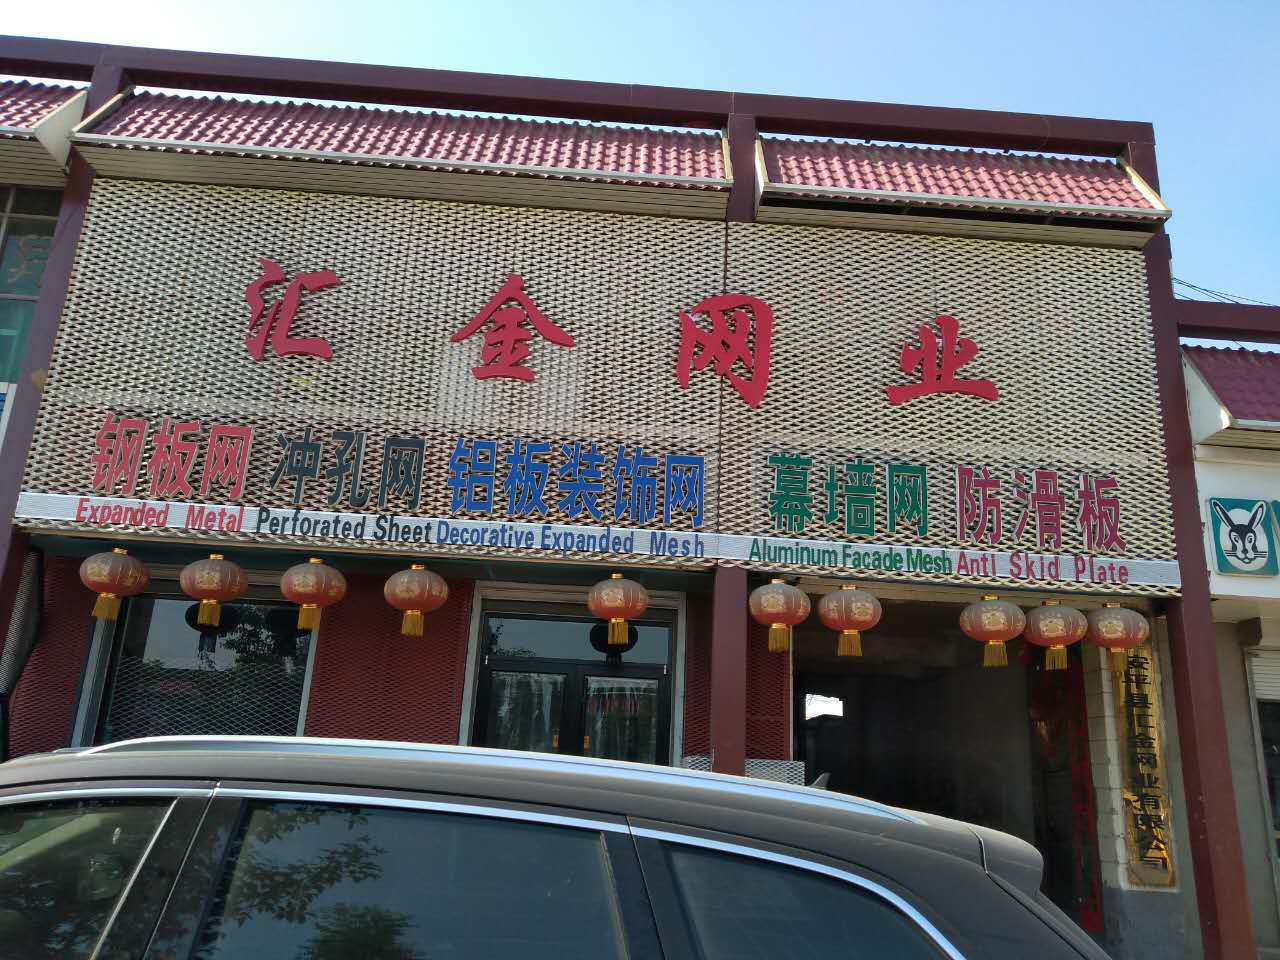 汇金网业
钢板网 冲孔网 铝板装饰网 幕墙网 防滑板
Expanded Metal Perforated Sheet Decorative Expanded Mesh Aluminum Facade Mesh Anti Skid Plate
安平县汇金网业有限公司